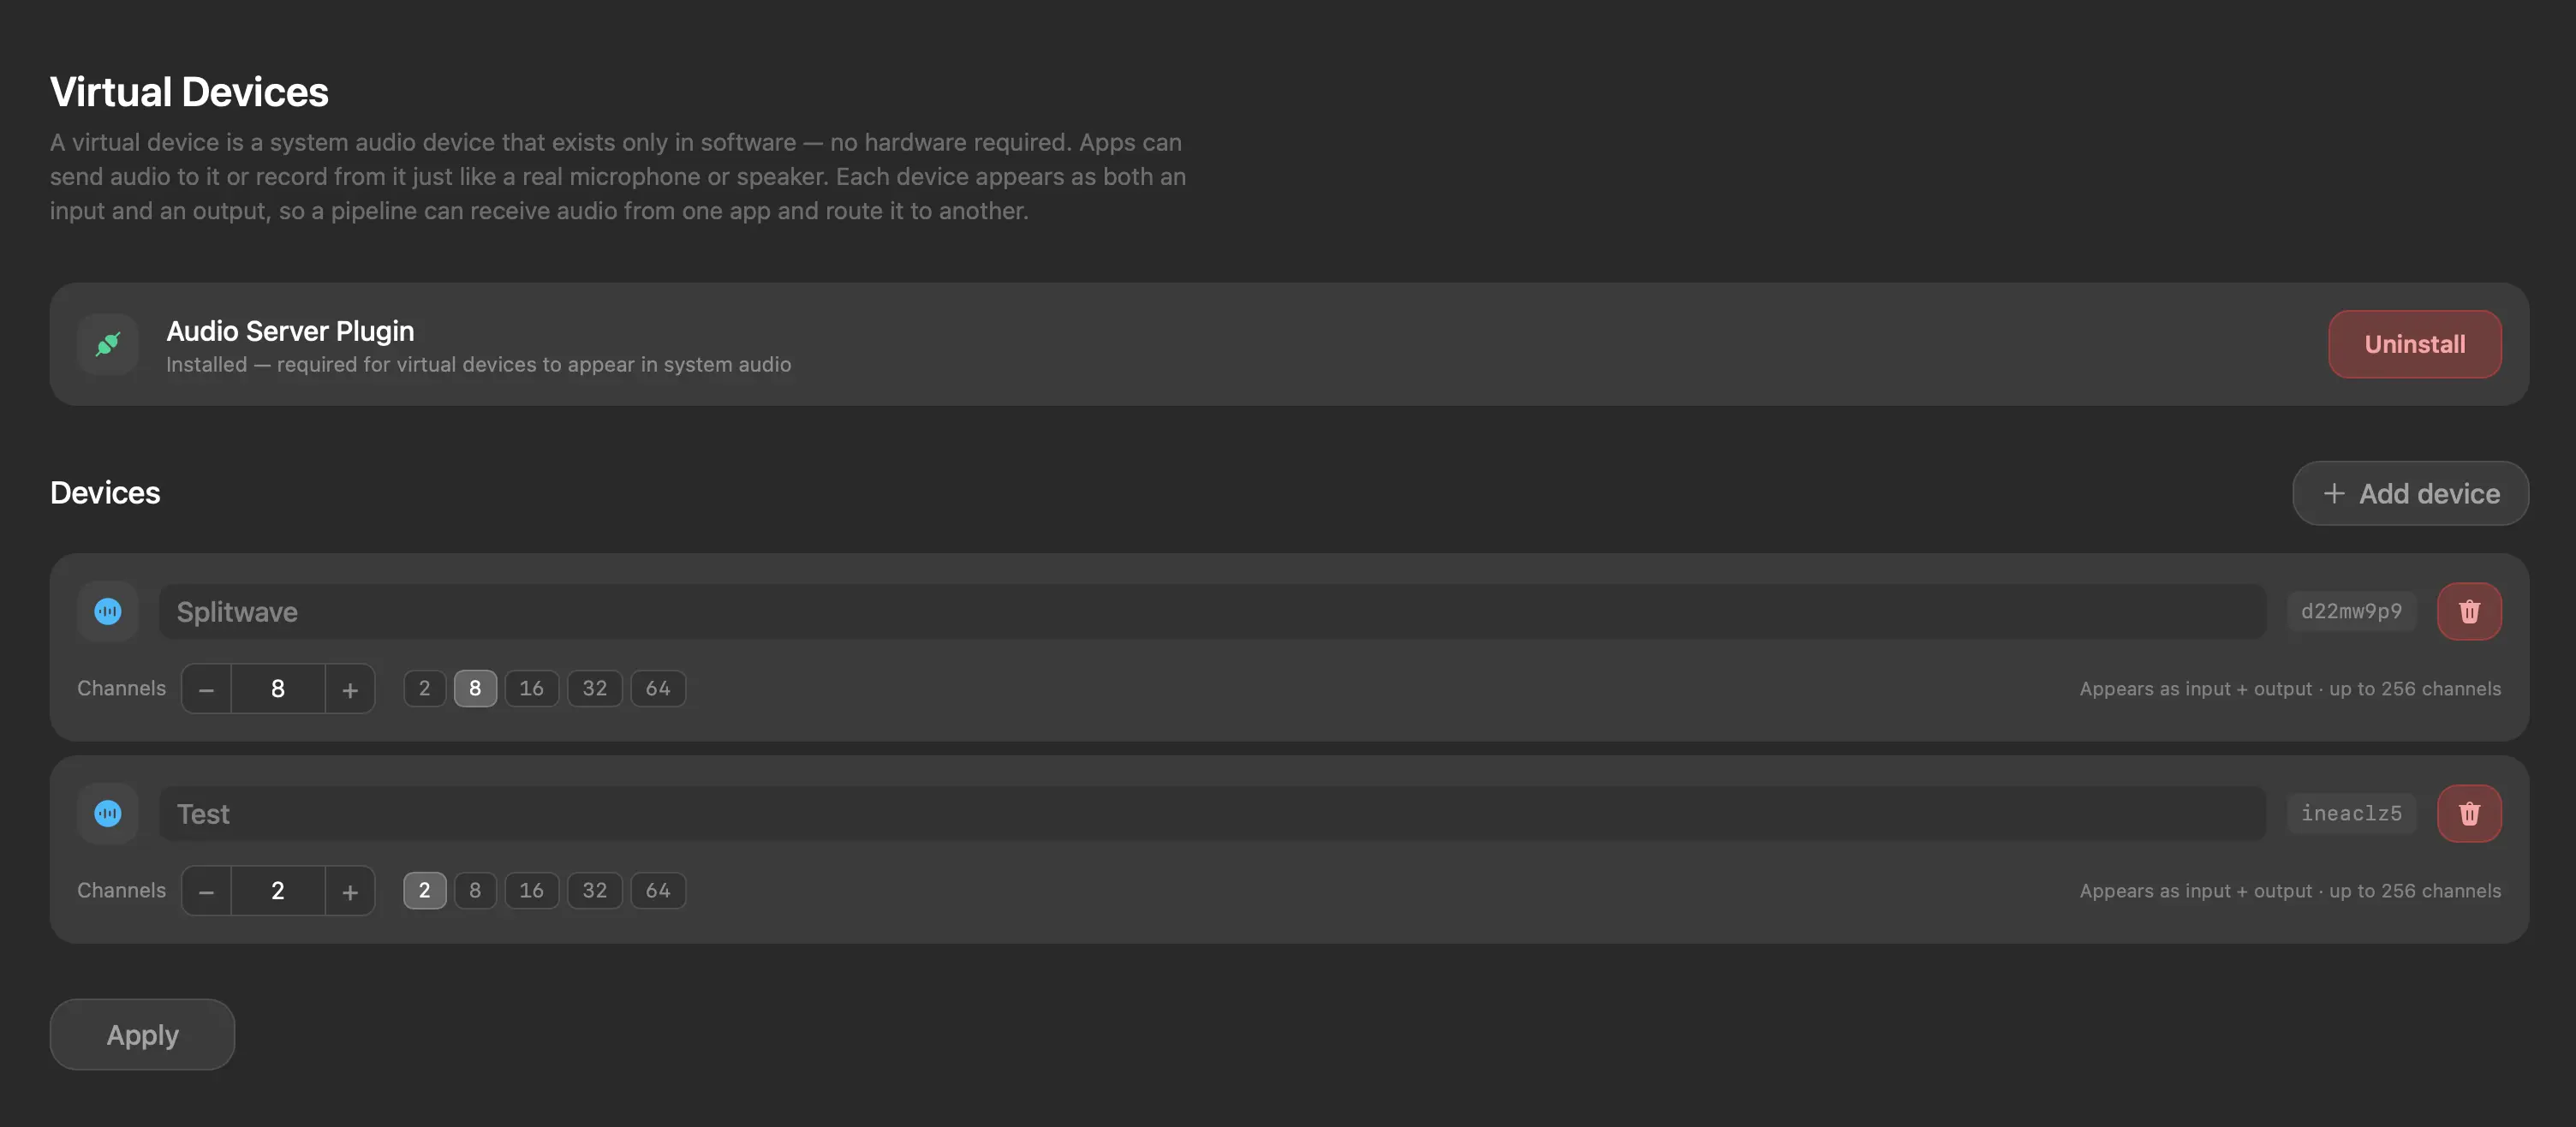 Virtual Devices
A virtual device is a system audio device that exists only in software — no hardware required. Apps can
send audio to it or record from it just like a real microphone or speaker. Each device appears as both an
input and an output, so a pipeline can receive audio from one app and route it to another.
Audio Server Plugin
Installed — required for virtual devices to appear in system audio
Uninstall
Devices
+ Add device
Splitwave
d22mw9p9
Channels − 8 + 2 8 16 32 64
Appears as input + output · up to 256 channels
Test
ineaclz5
Channels − 2 + 2 8 16 32 64
Appears as input + output · up to 256 channels
Apply